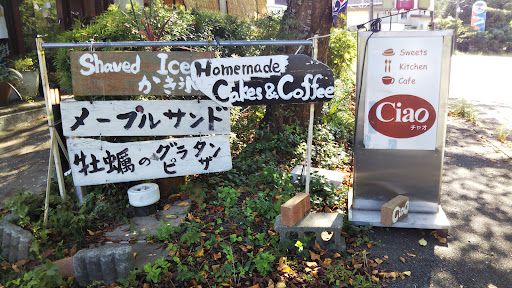 Shaved Ice
かき氷
Homemade
Cakes & Coffee
メープルサンド
牡蠣のグラタン
ピザ
Sweets
Kitchen
Cafe
Ciao
チャオ